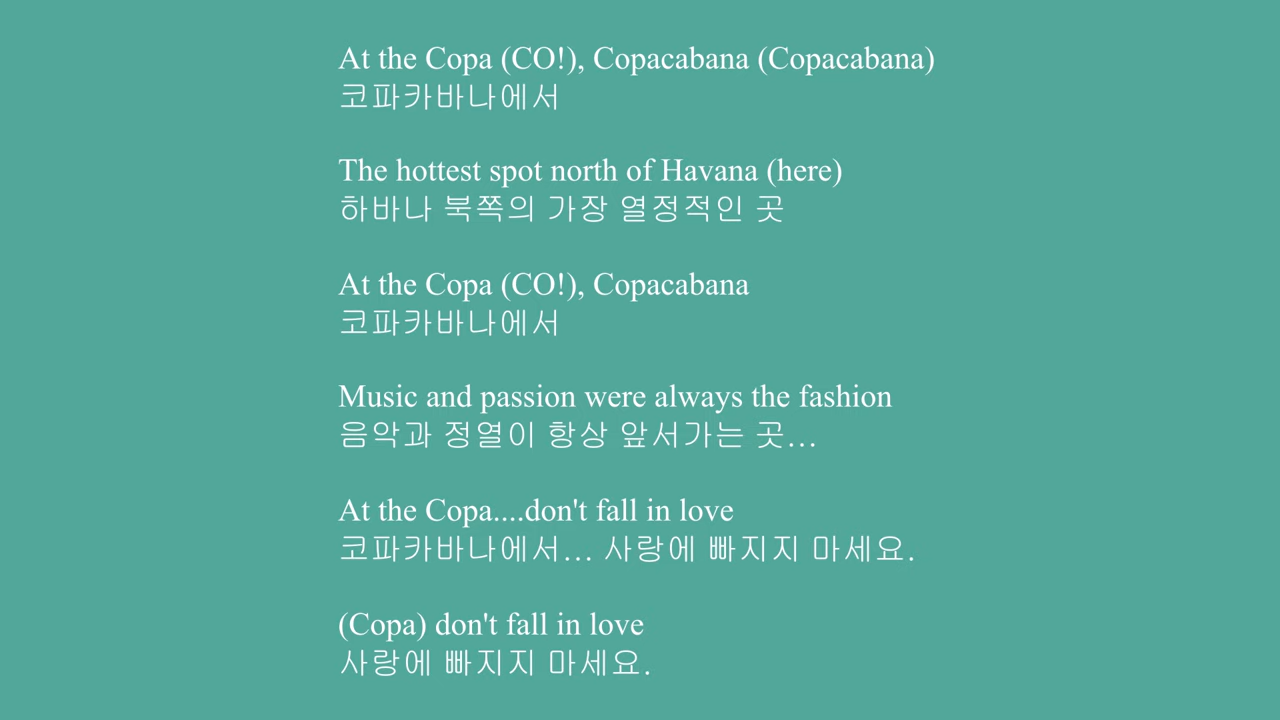 At the Copa (CO!), Copacabana (Copacabana)
코파카바나에서
The hottest spot north of Havana (here)
하바나 북쪽의 가장 열정적인 곳
At the Copa (CO!), Copacabana
코파카바나에서
Music and passion were always the fashion
음악과 정열이 항상 앞서가는 곳...
At the Copa....don't fall in love
코파카바나에서... 사랑에 빠지지 마세요.
(Copa) don't fall in love
사랑에 빠지지 마세요.